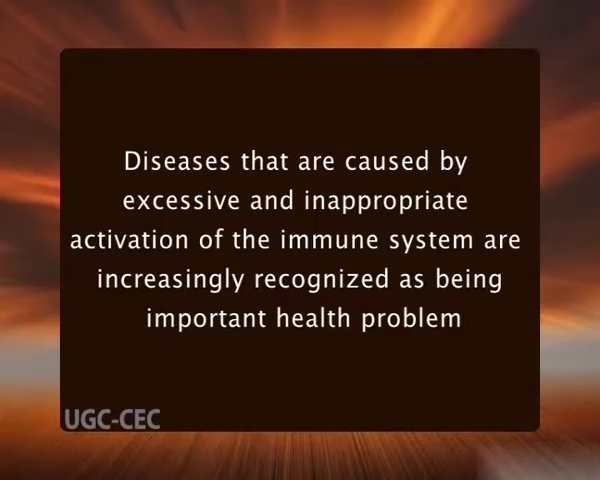 Diseases that are caused by
excessive and inappropriate
activation of the immune system are
increasingly recognized as being
important health problem
UGC-CEC